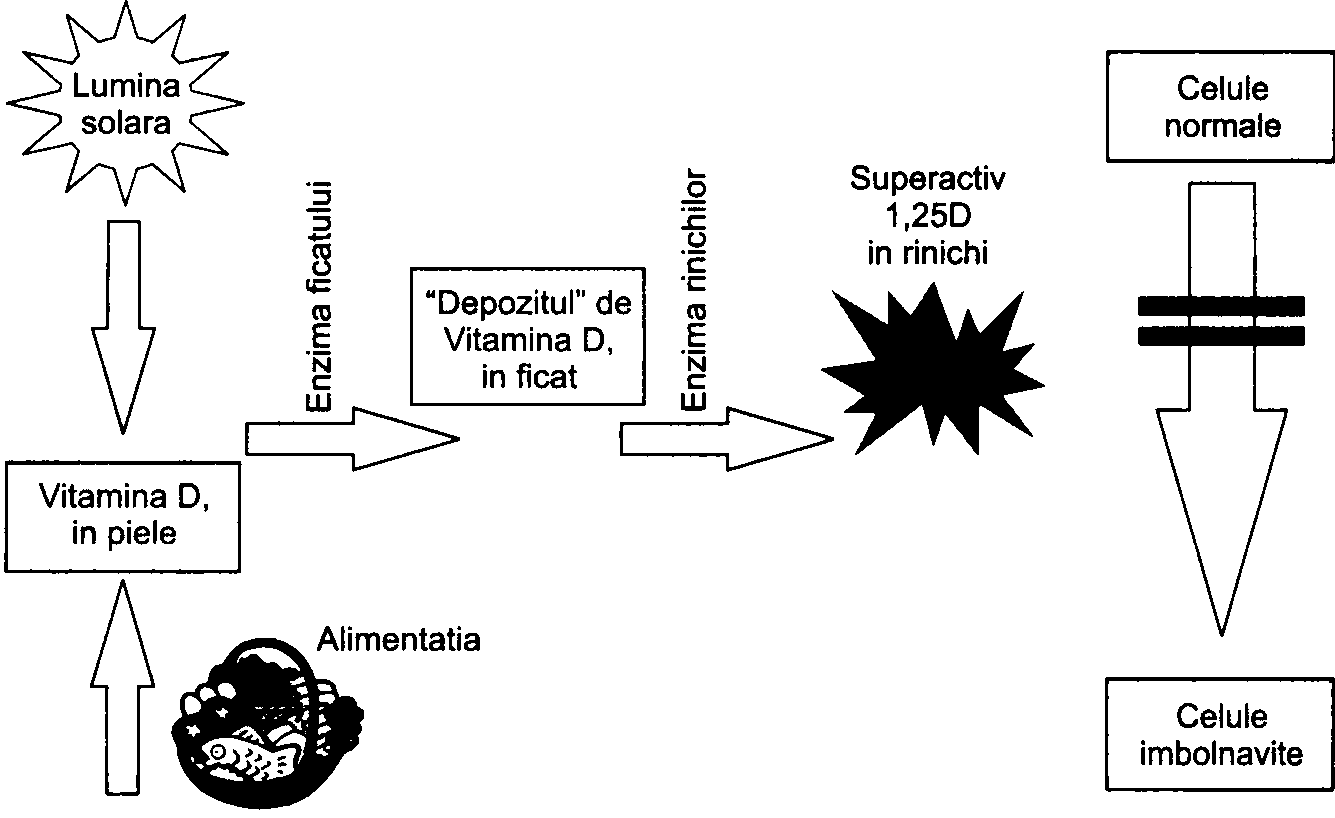 Lumina
solara
Enzima ficatului
"Depozitul" de
Vitamina D,
in ficat
Enzima rinichilor
Superactiv
1,25D
in rinichi
Celule
normale
Vitamina D,
in piele
Alimentatia
Celule
imbolnavite